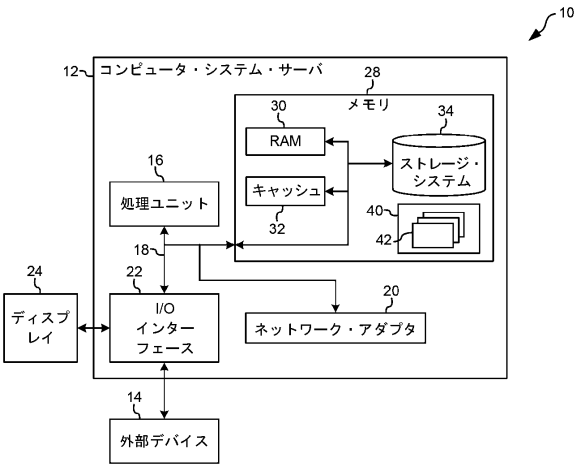 10
12
コンピュータ・システム・サーバ
28
メモリ
30
RAM
34
ストレージ・
システム
16
処理ユニット
キャッシュ
32
40
42
18
24
ディスプ
レイ
22
I/O
インター
フェース
20
ネットワーク・アダプタ
14
外部デバイス